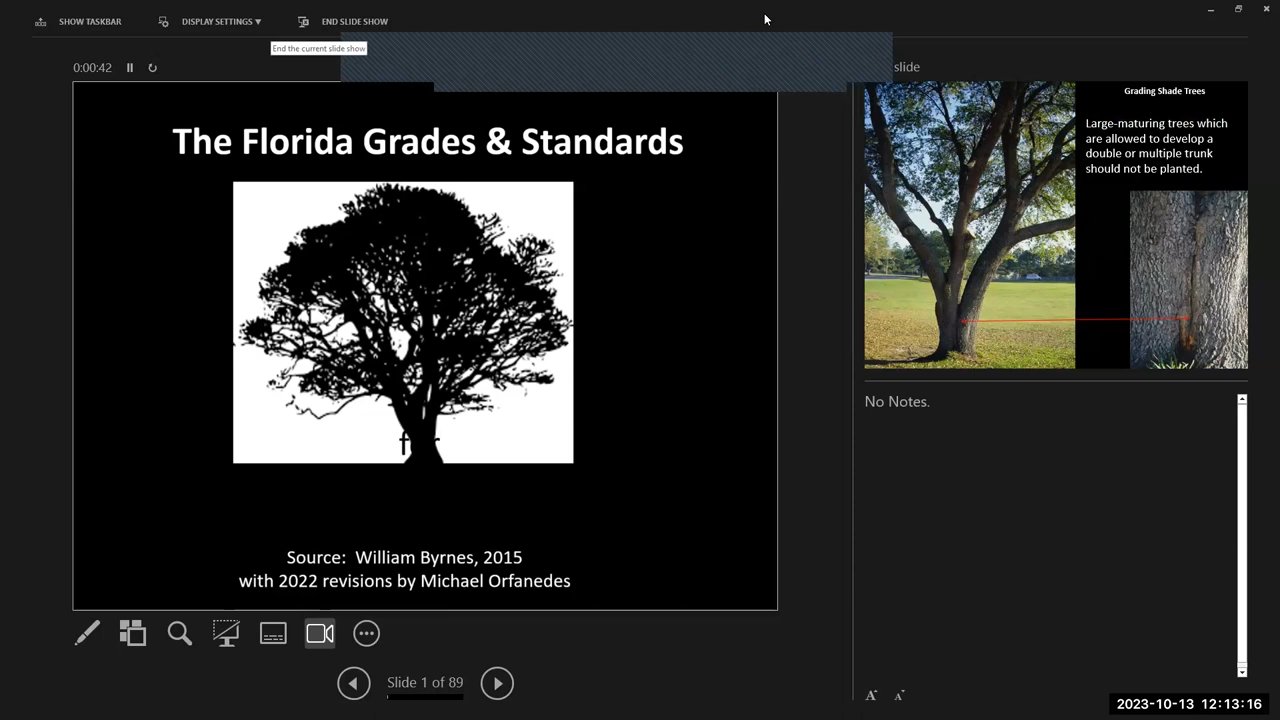 SHOW TASKBAR
DISPLAY SETTINGS ▾
END SLIDE SHOW
End the current slide show
0:00:42
slide
The Florida Grades & Standards
for
Source: William Byrnes, 2015
with 2022 revisions by Michael Orfanedes
Grading Shade Trees
Large-maturing trees which
are allowed to develop a
double or multiple trunk
should not be planted.
No Notes.
Slide 1 of 89
A A
2023-10-13 12:13:16